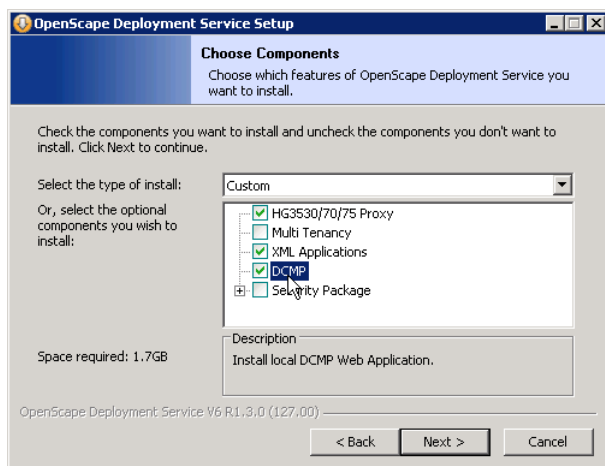 OpenScape Deployment Service Setup
Choose Components
Choose which features of OpenScape Deployment Service you
want to install.
Check the components you want to install and uncheck the components you don't want to
install. Click Next to continue.
Select the type of install:
Custom
Or, select the optional
components you wish to
install:
HG3530/70/75 Proxy
Multi Tenancy
XML Applications
DCMP
Security Package
Space required: 1.7GB
Description
Install local DCMP Web Application.
OpenScape Deployment Service V6 R1.3.0 (127.00)
< Back
Next >
Cancel